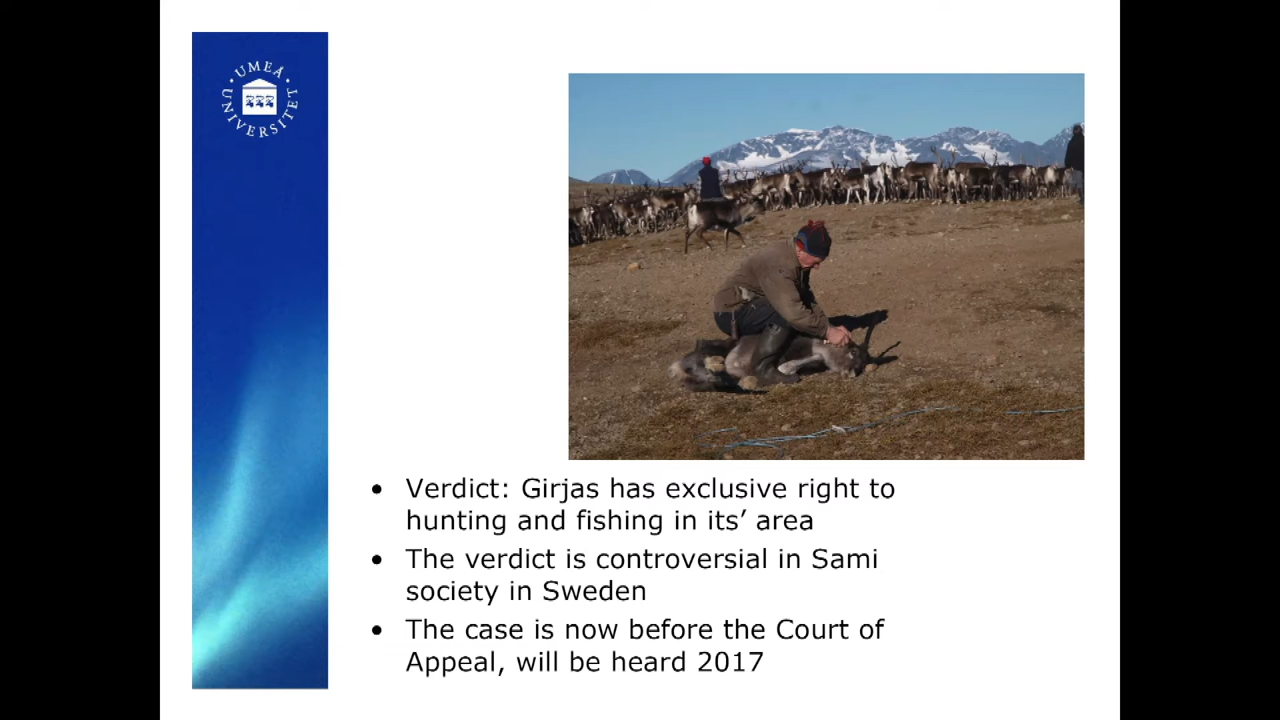 UMEÅ UNIVERSITET
Verdict: Girjas has exclusive right to
hunting and fishing in its’ area
The verdict is controversial in Sami
society in Sweden
The case is now before the Court of
Appeal, will be heard 2017